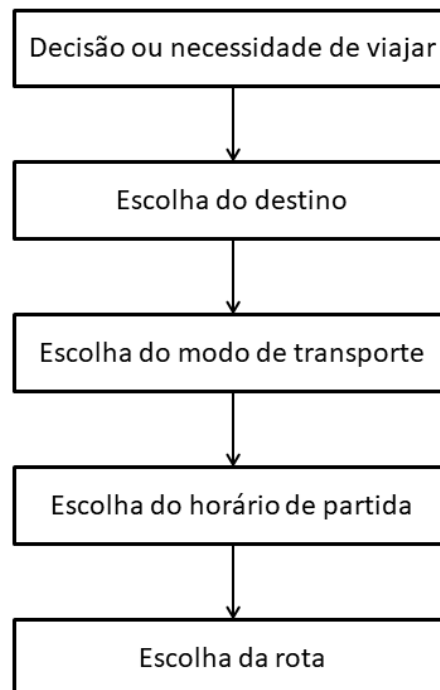 Decisão ou necessidade de viajar
Escolha do destino
Escolha do modo de transporte
Escolha do horário de partida
Escolha da rota